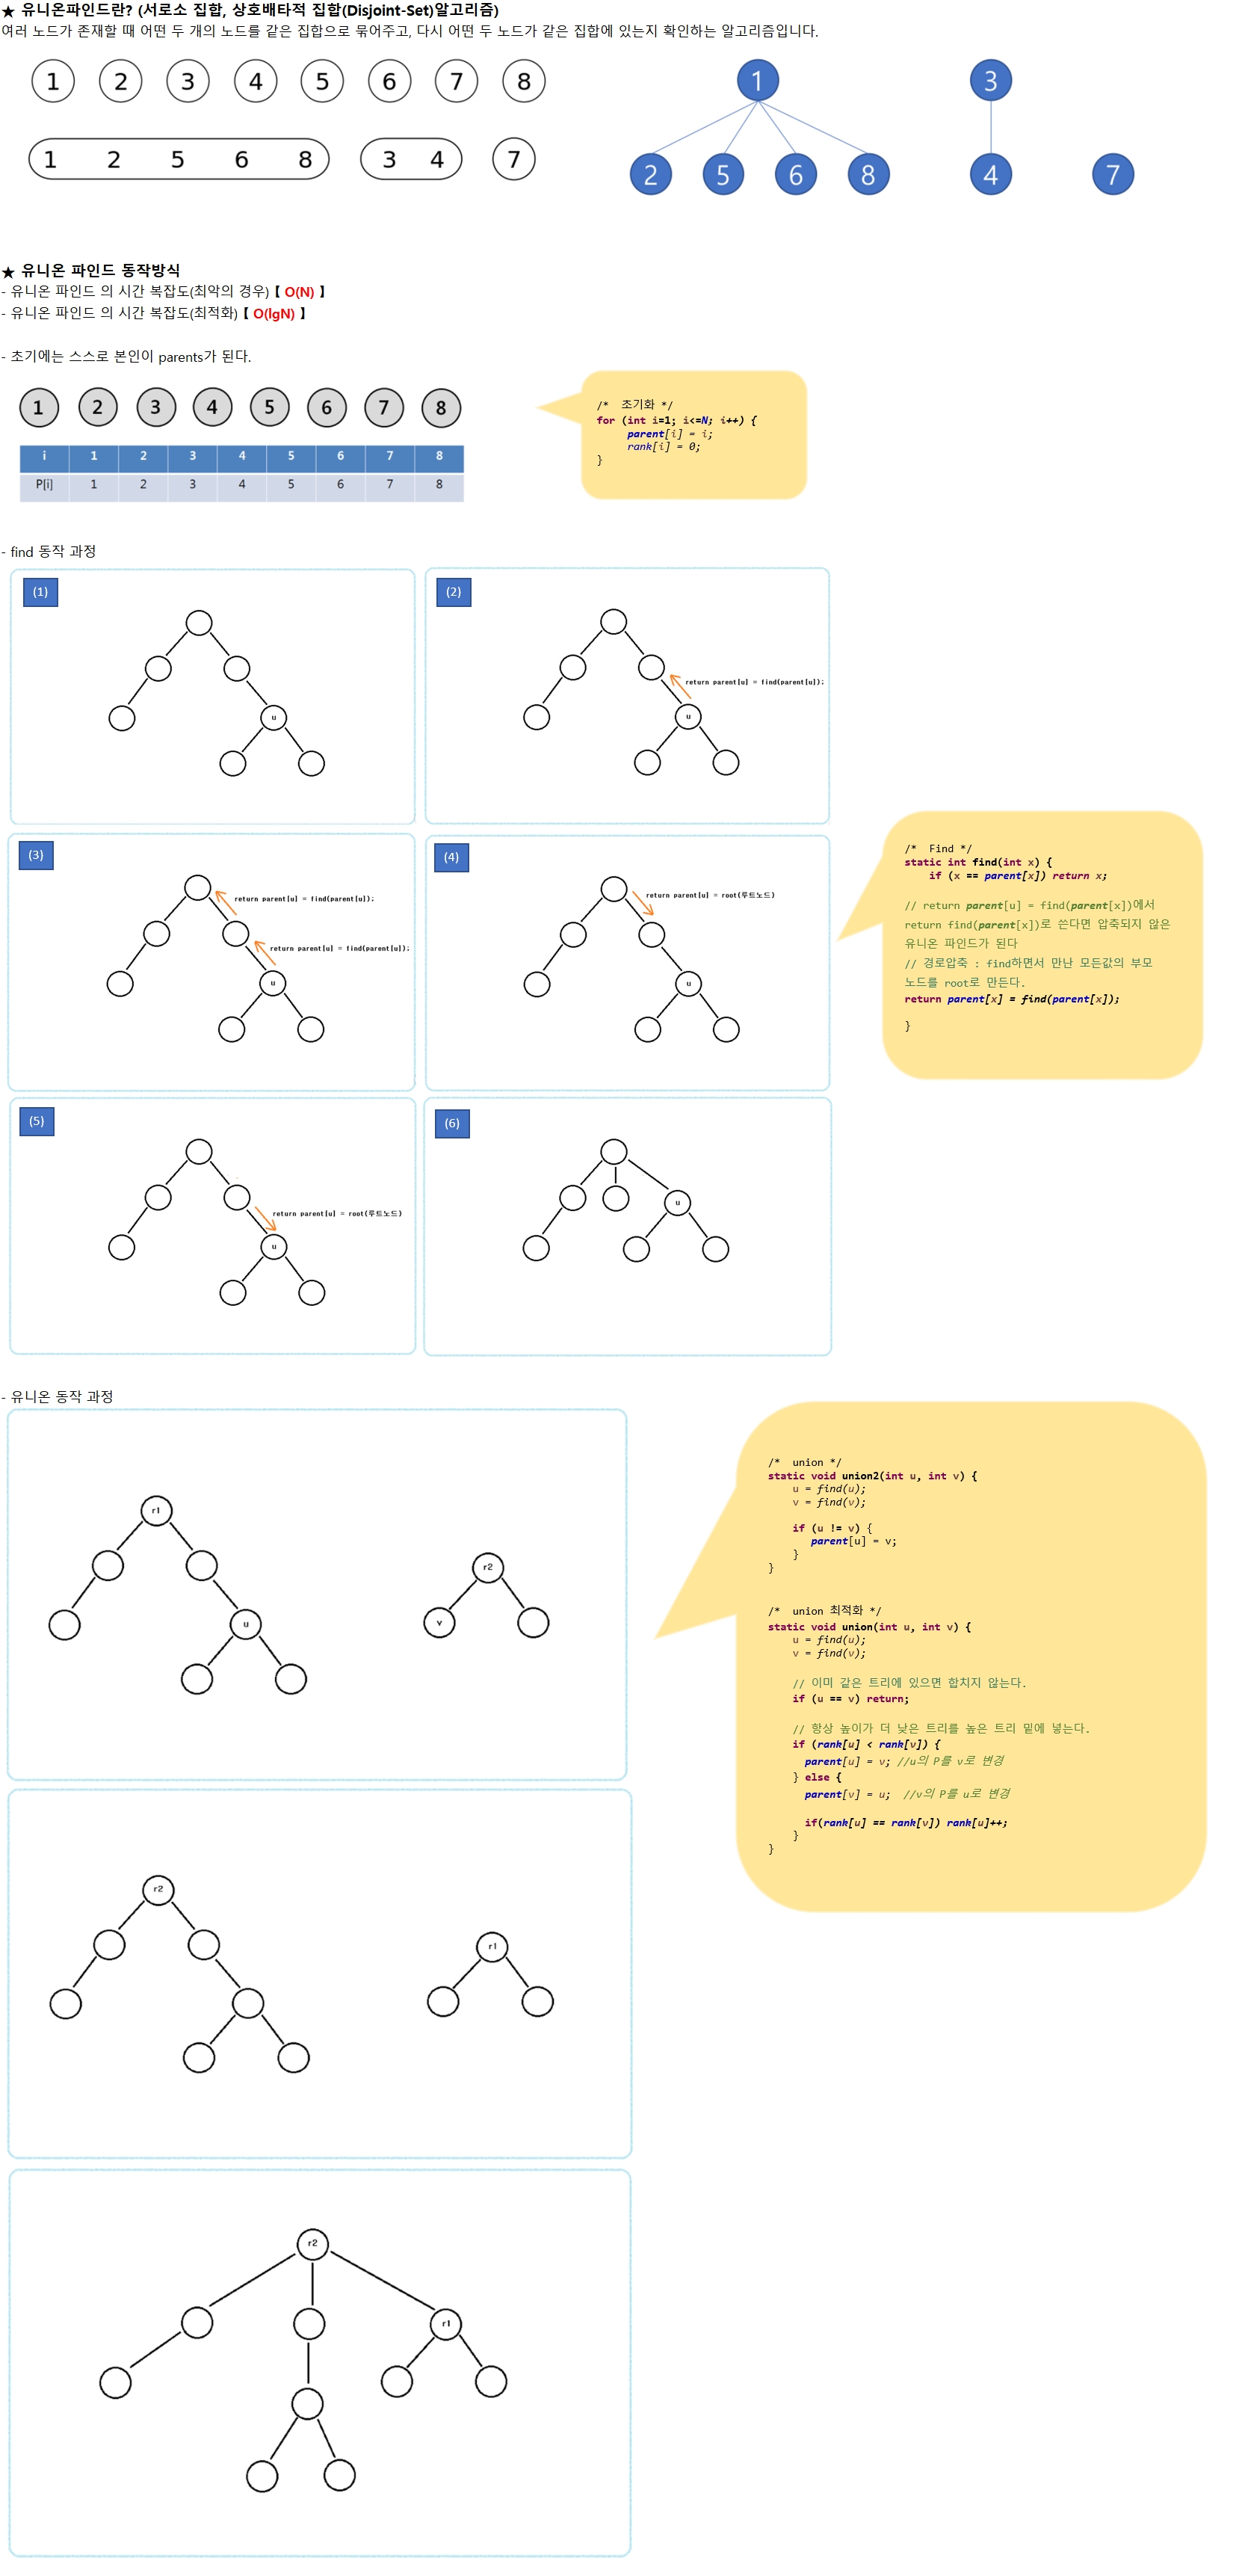 ★ 유니온파인드란? (서로소 집합, 상호배타적 집합(Disjoint-Set)알고리즘)
여러 노드가 존재할 때 어떤 두 개의 노드를 같은 집합으로 묶어주고, 다시 어떤 두 노드가 같은 집합에 있는지 확인하는 알고리즘입니다.
1 2 3 4 5 6 7 8
1 2 5 6 8 3 4 7
1 3
2 5 6 8 4 7
★ 유니온 파인드 동작방식
- 유니온 파인드 의 시간 복잡도(최악의 경우)【 O(N) 】
- 유니온 파인드 의 시간 복잡도(최적화)【 O(lgN) 】
- 초기에는 스스로 본인이 parents가 된다.
1 2 3 4 5 6 7 8
i 1 2 3 4 5 6 7 8
P[i] 1 2 3 4 5 6 7 8
/* 초기화 */
for (int i=1; i<=N; i++) {
parent[i] = i;
rank[i] = 0;
}
- find 동작 과정
(1)
u
(2)
return parent[u] = find(parent[u]);
u
(3)
return parent[u] = find(parent[u]);
return parent[u] = find(parent[u]);
u
(4)
return parent[u] = root(루트노드)
u
/* Find */
static int find(int x) {
if (x == parent[x]) return x;
// return parent[u] = find(parent[x])에서
return find(parent[x])로 쓴다면 압축되지 않은
유니온 파인드가 된다
// 경로압축 : find하면서 만난 모든값의 부모
노드를 root로 만든다.
return parent[x] = find(parent[x]);
}
(5)
return parent[u] = root(루트노드)
u
(6)
u
- 유니온 동작 과정
r1
r2
u
v
/* union */
static void union2(int u, int v) {
u = find(u);
v = find(v);
if (u != v) {
parent[u] = v;
}
}
/* union 최적화 */
static void union(int u, int v) {
u = find(u);
v = find(v);
// 이미 같은 트리에 있으면 합치지 않는다.
if (u == v) return;
// 항상 높이가 더 낮은 트리를 높은 트리 밑에 넣는다.
if (rank[u] < rank[v]) {
parent[u] = v; //u의 P를 v로 변경
} else {
parent[v] = u; //v의 P를 u로 변경
if(rank[u] == rank[v]) rank[u]++;
}
}
r2
r1
r2
r1